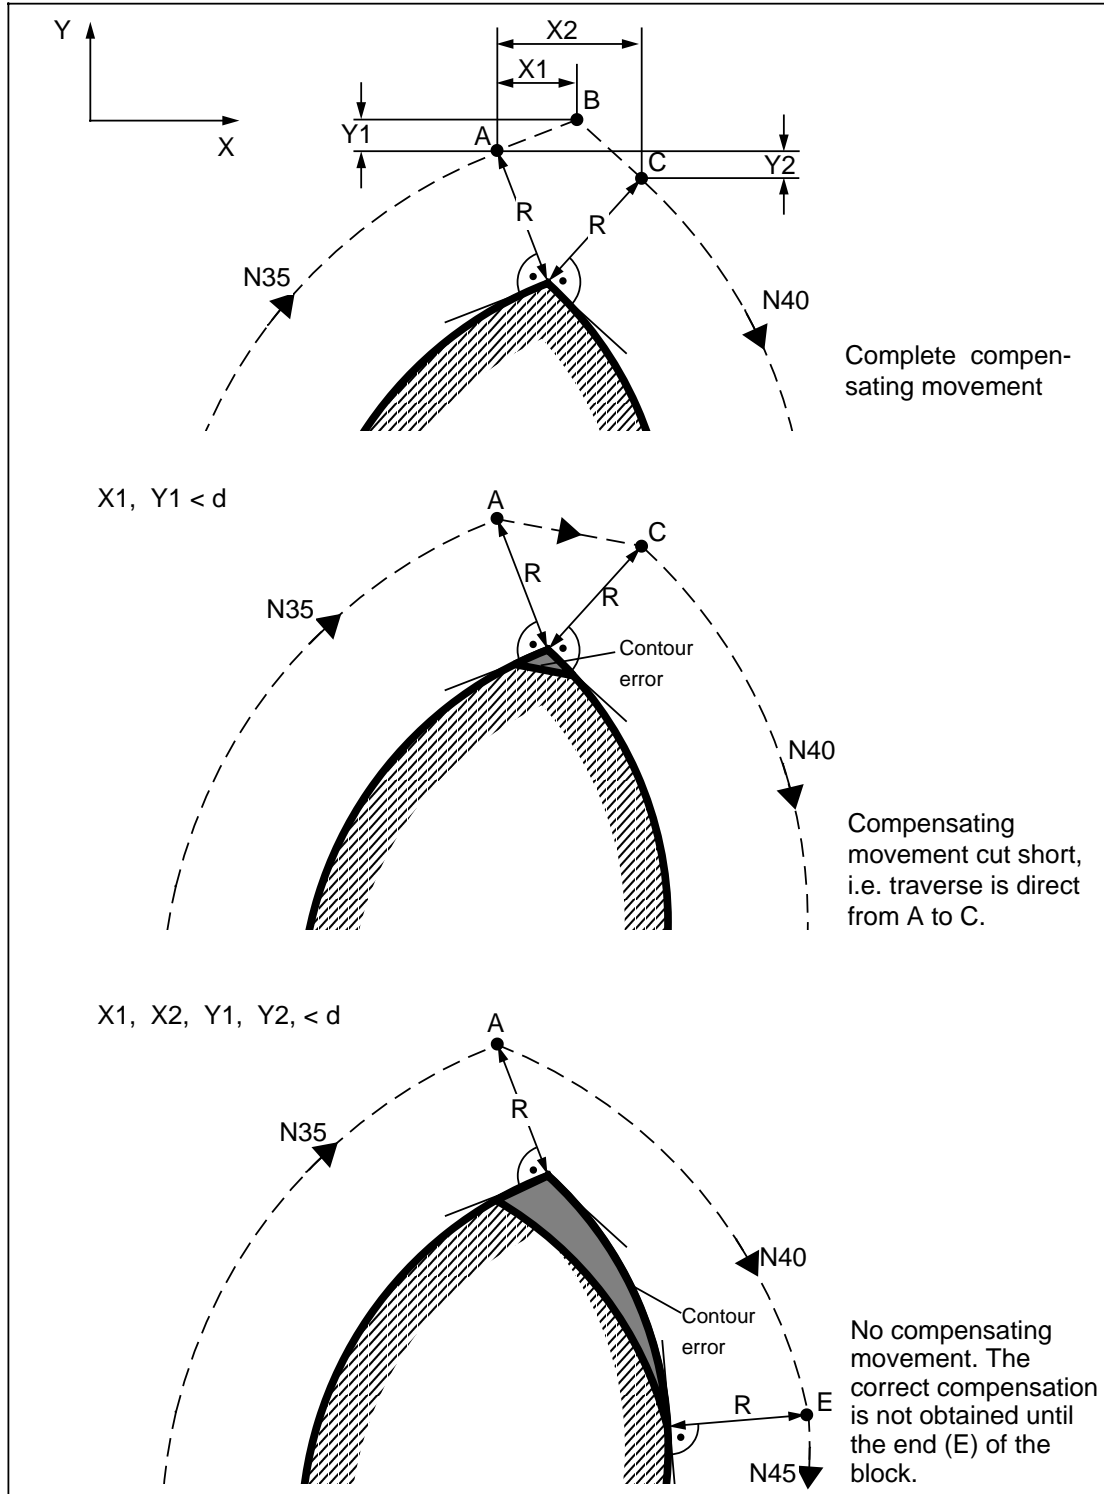 Y
X2
X1
B
Y1
A
X
C
Y2
R
R
N35
N40
Complete compen-
sating movement
X1, Y1 < d
A
C
R
R
N35
Contour
error
N40
Compensating
movement cut short,
i.e. traverse is direct
from A to C.
X1, X2, Y1, Y2, < d
A
R
N35
N40
Contour
error
No compensating
movement. The
correct compensation
is not obtained until
the end (E) of the
block.
R
E
N45